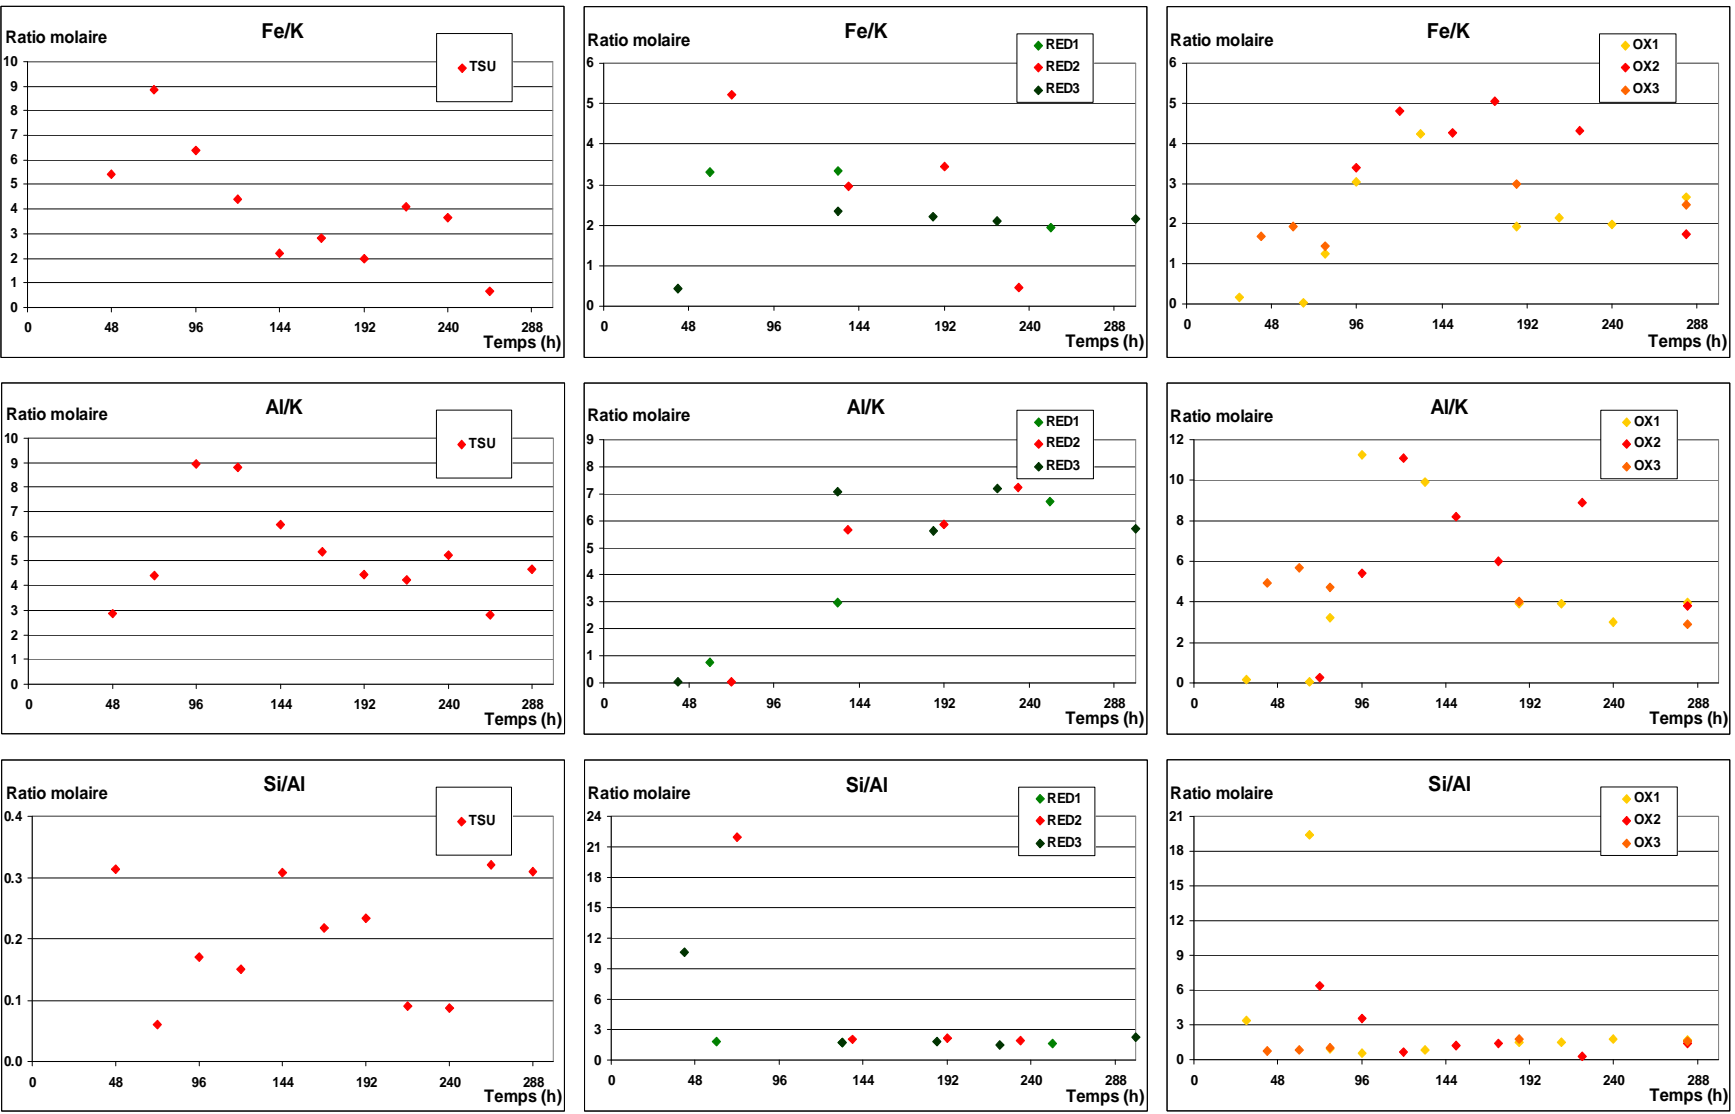 Fe/K
Ratio molaire
TSU
10
9
8
7
6
5
4
3
2
1
0
0 48 96 144 192 240 288
Temps (h)
Fe/K
Ratio molaire
RED1
RED2
RED3
6
5
4
3
2
1
0
0 48 96 144 192 240 288
Temps (h)
Fe/K
Ratio molaire
OX1
OX2
OX3
6
5
4
3
2
1
0
0 48 96 144 192 240 288
Temps (h)
Al/K
Ratio molaire
TSU
10
9
8
7
6
5
4
3
2
1
0
0 48 96 144 192 240 288
Temps (h)
Al/K
Ratio molaire
RED1
RED2
RED3
9
8
7
6
5
4
3
2
1
0
0 48 96 144 192 240 288
Temps (h)
Al/K
Ratio molaire
OX1
OX2
OX3
12
10
8
6
4
2
0
0 48 96 144 192 240 288
Temps (h)
Si/Al
Ratio molaire
TSU
0.4
0.3
0.2
0.1
0.0
0 48 96 144 192 240 288
Temps (h)
Si/Al
Ratio molaire
RED1
RED2
RED3
24
21
18
15
12
9
6
3
0
0 48 96 144 192 240 288
Temps (h)
Si/Al
Ratio molaire
OX1
OX2
OX3
21
18
15
12
9
6
3
0
0 48 96 144 192 240 288
Temps (h)